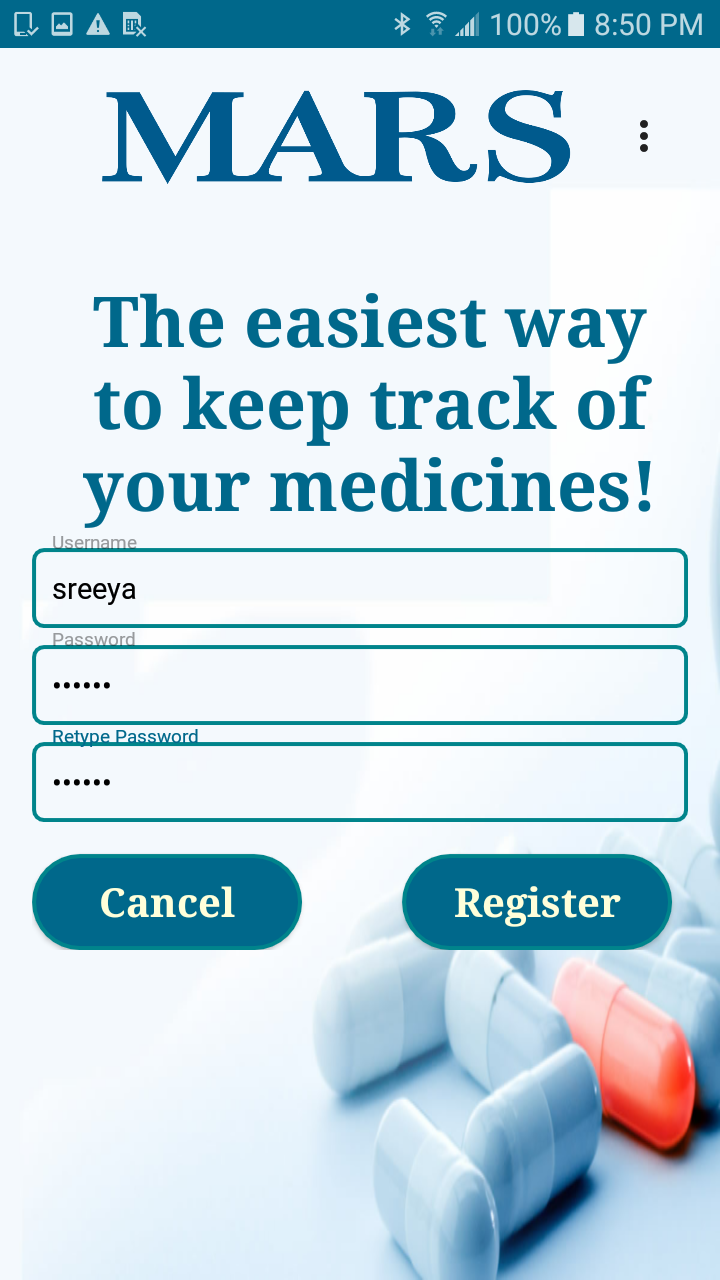 100% 8:50 PM
MARS
The easiest way
to keep track of
your medicines!
Username
sreeya
Password
••••••
Retype Password
••••••
Cancel Register